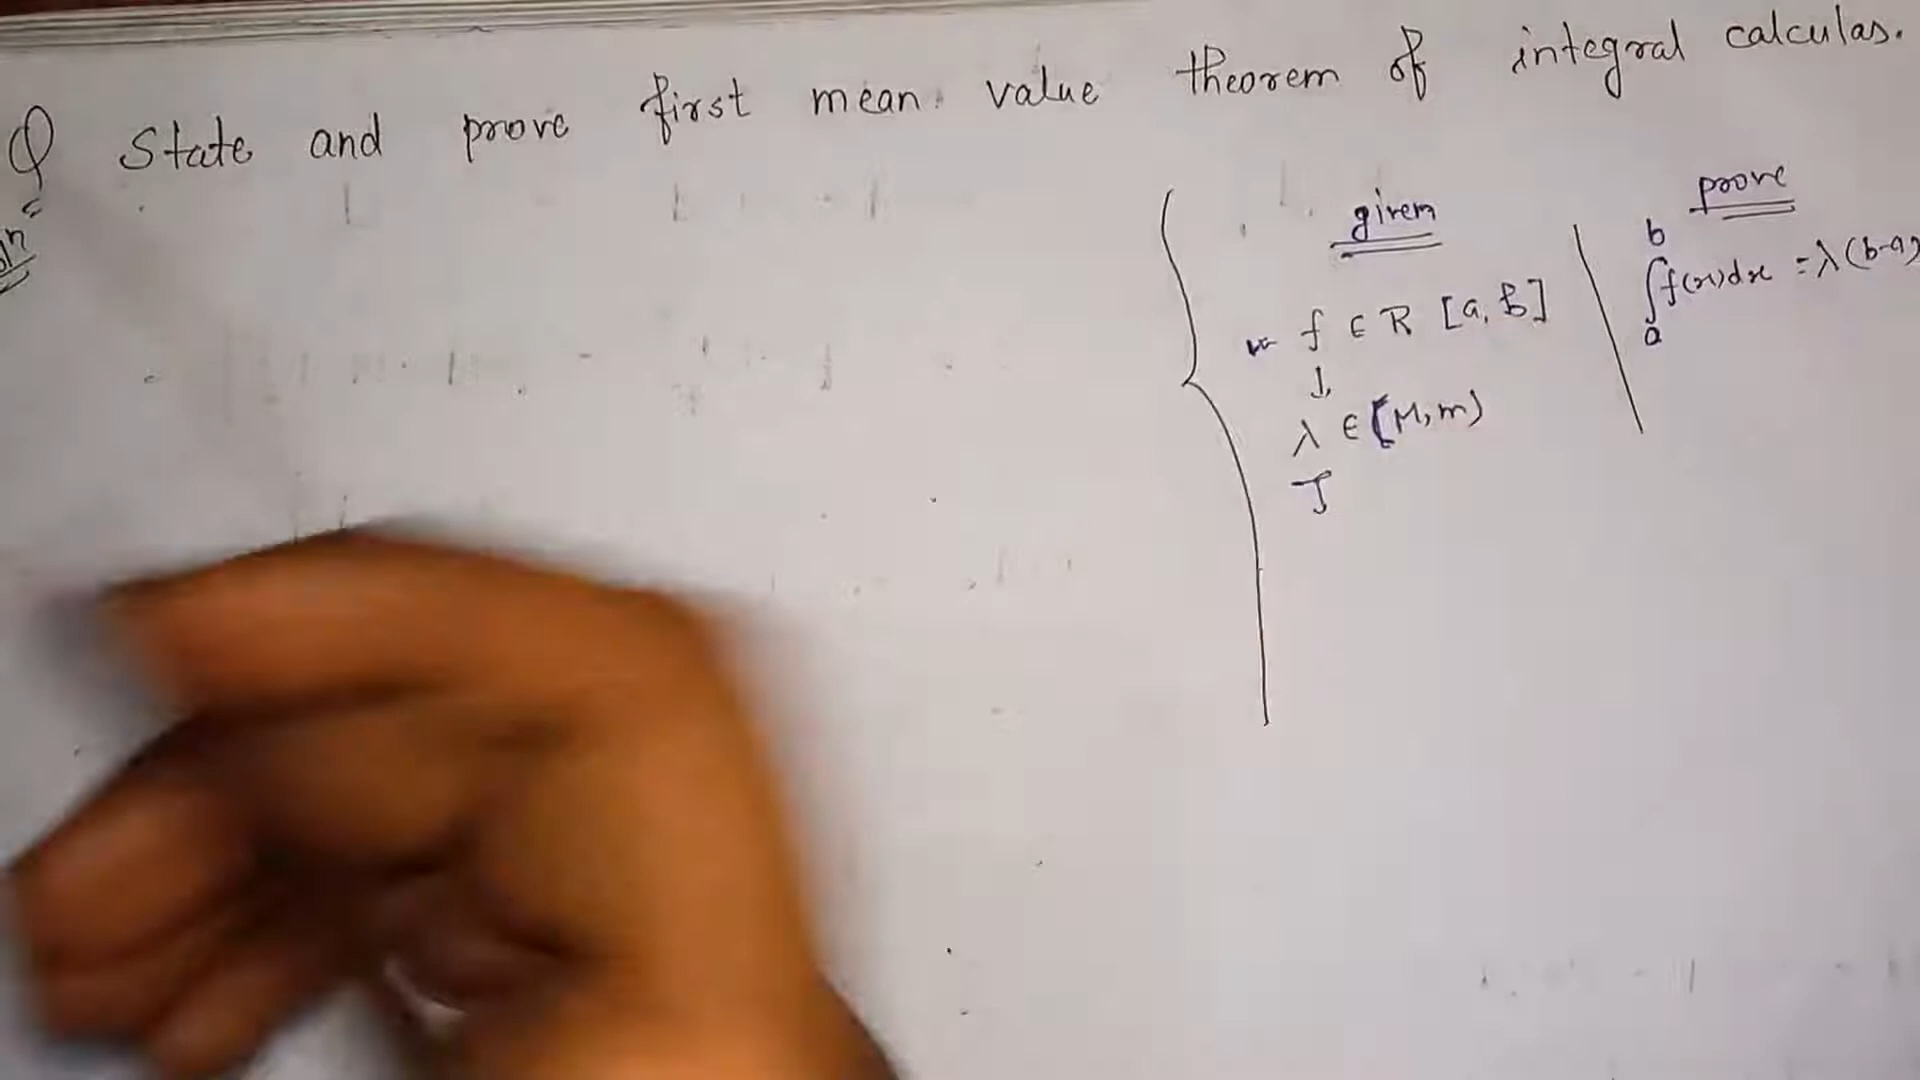 Q State and prove first mean value theorem of integral calculas.
given
f ∈ R [a, b]
↓
λ ∈ [M, m)
prove
b
∫ f(x)dx = λ(b-a)
a